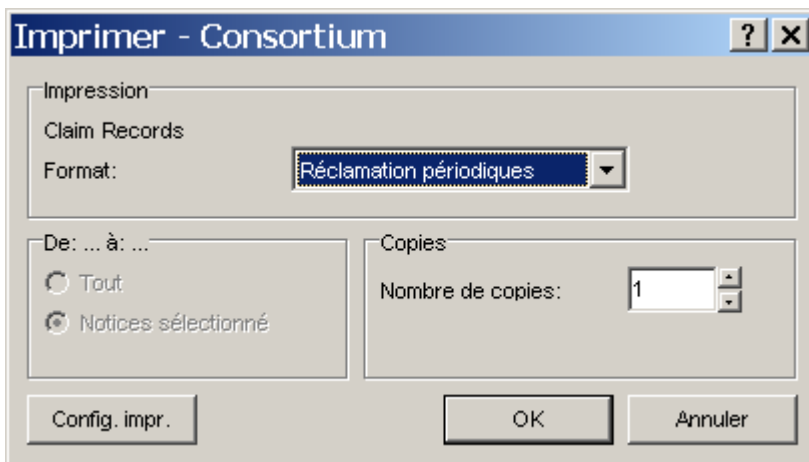 Imprimer - Consortium
Impression
Claim Records
Format: Réclamation périodiques
De: ... à: ...
Tout
Notices sélectionné
Copies
Nombre de copies: 1
Config. impr. OK Annuler